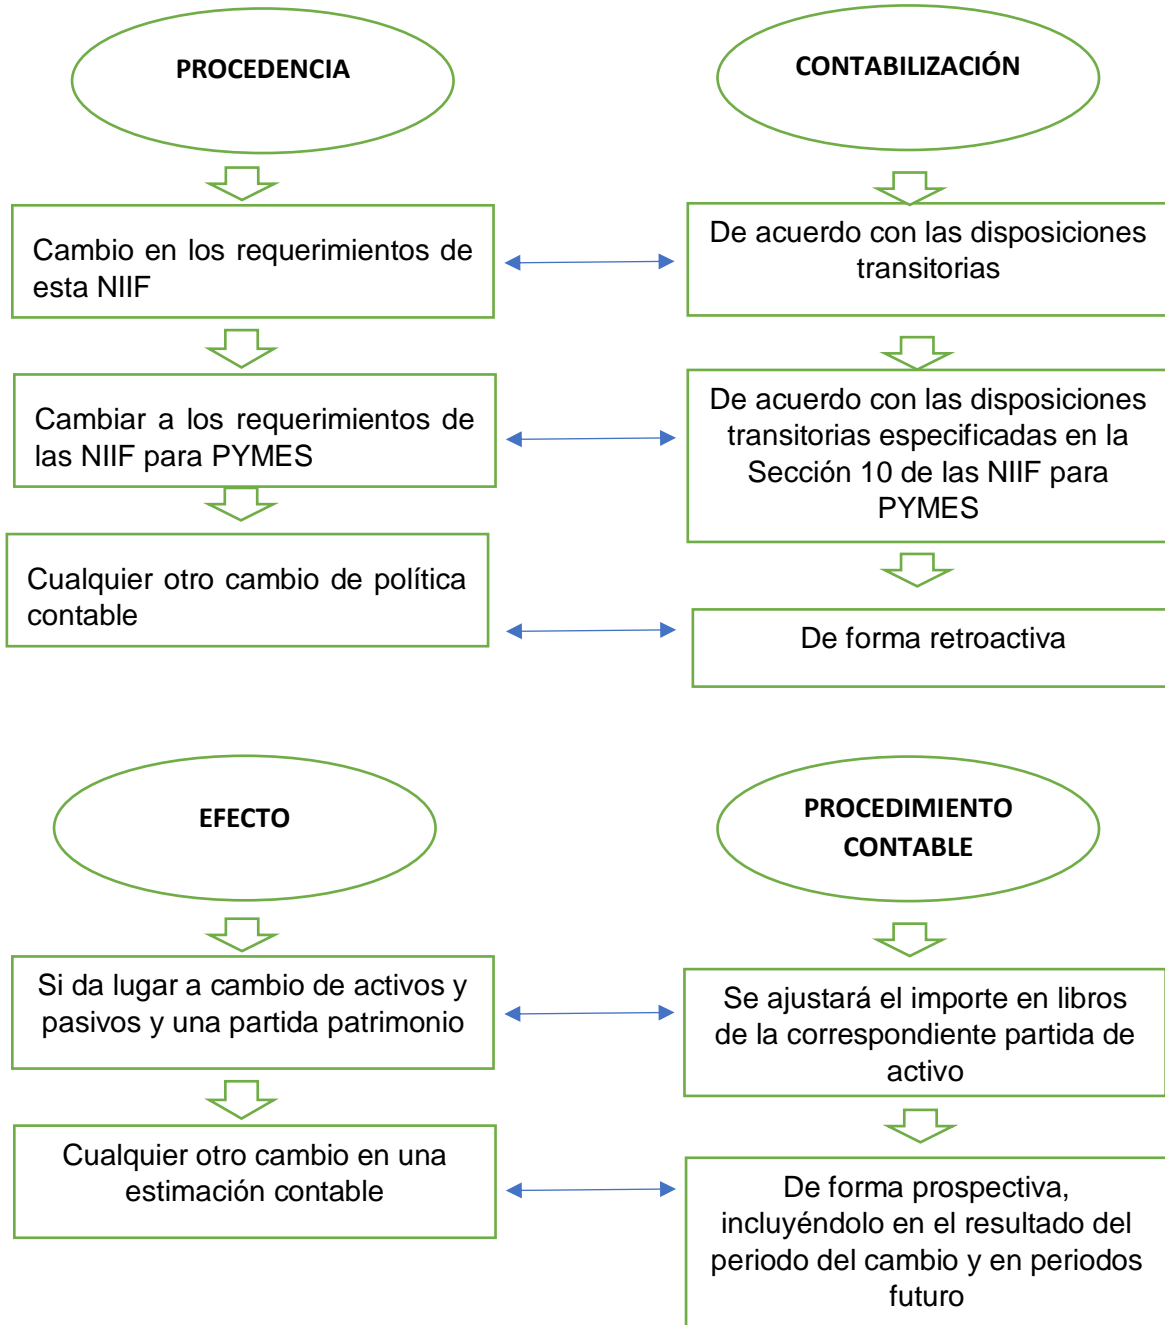 PROCEDENCIA
CONTABILIZACIÓN
Cambio en los requerimientos de
esta NIIF
De acuerdo con las disposiciones
transitorias
Cambiar a los requerimientos de
las NIIF para PYMES
De acuerdo con las disposiciones
transitorias especificadas en la
Sección 10 de las NIIF para
PYMES
Cualquier otro cambio de política
contable
De forma retroactiva
EFECTO
PROCEDIMIENTO
CONTABLE
Si da lugar a cambio de activos y
pasivos y una partida patrimonio
Se ajustará el importe en libros
de la correspondiente partida de
activo
Cualquier otro cambio en una
estimación contable
De forma prospectiva,
incluyéndolo en el resultado del
periodo del cambio y en periodos
futuro